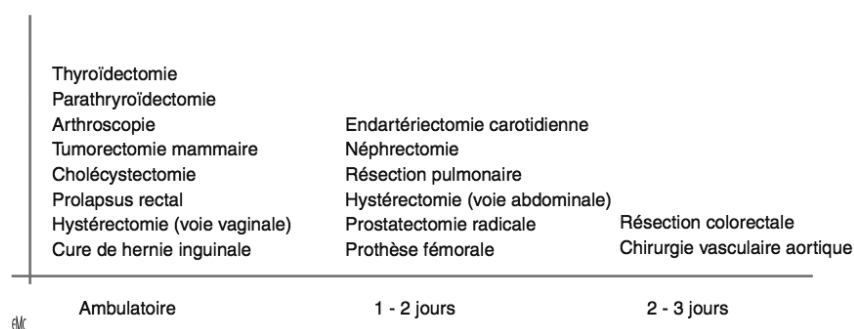 Thyroïdectomie
Parathryroïdectomie
Arthroscopie
Tumorectomie mammaire
Cholécystectomie
Prolapsus rectal
Hystérectomie (voie vaginale)
Cure de hernie inguinale
Endartériectomie carotidienne
Néphrectomie
Résection pulmonaire
Hystérectomie (voie abdominale)
Prostatectomie radicale
Prothèse fémorale
Résection colorectale
Chirurgie vasculaire aortique
Ambulatoire
1 - 2 jours
2 - 3 jours
EMC